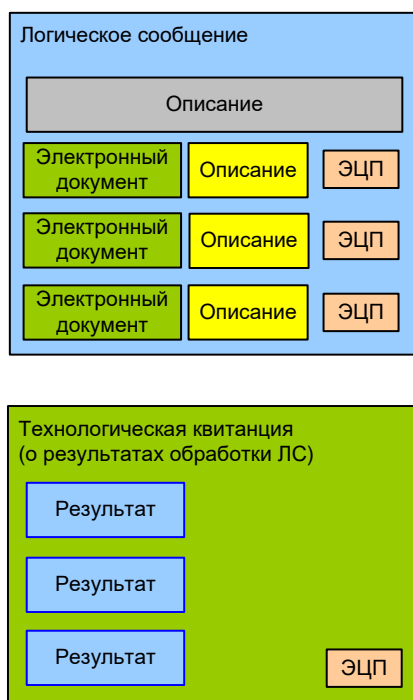 Логическое сообщение
Описание
Электронный
документ
Описание
ЭЦП
Электронный
документ
Описание
ЭЦП
Электронный
документ
Описание
ЭЦП
Технологическая квитанция
(о результатах обработки ЛС)
Результат
Результат
Результат
ЭЦП